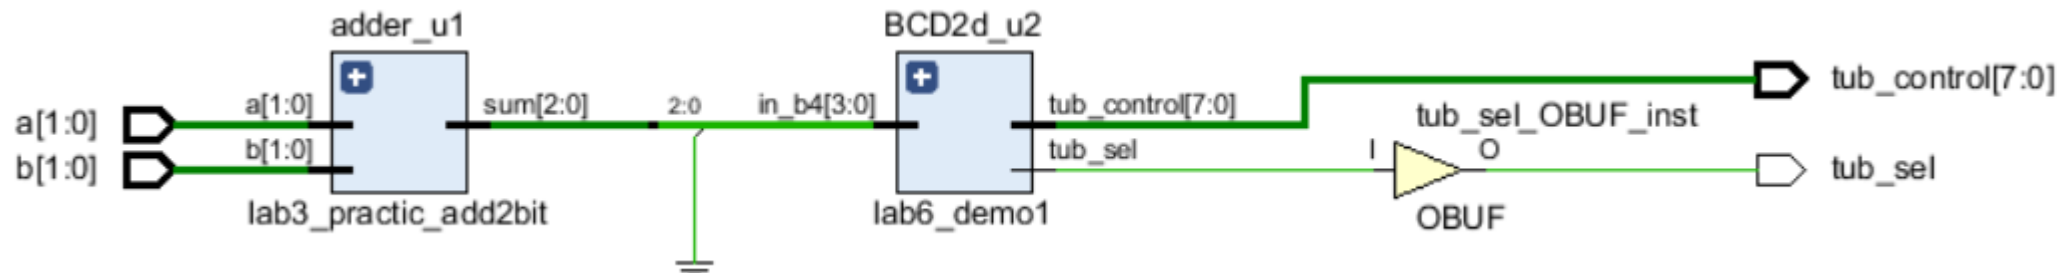 adder_u1
BCD2d_u2
a[1:0]
b[1:0]
a[1:0]
b[1:0]
sum[2:0]
2:0
in_b4[3:0]
tub_control[7:0]
tub_sel
lab3_practic_add2bit
lab6_demo1
tub_sel_OBUF_inst
I
O
OBUF
tub_control[7:0]
tub_sel